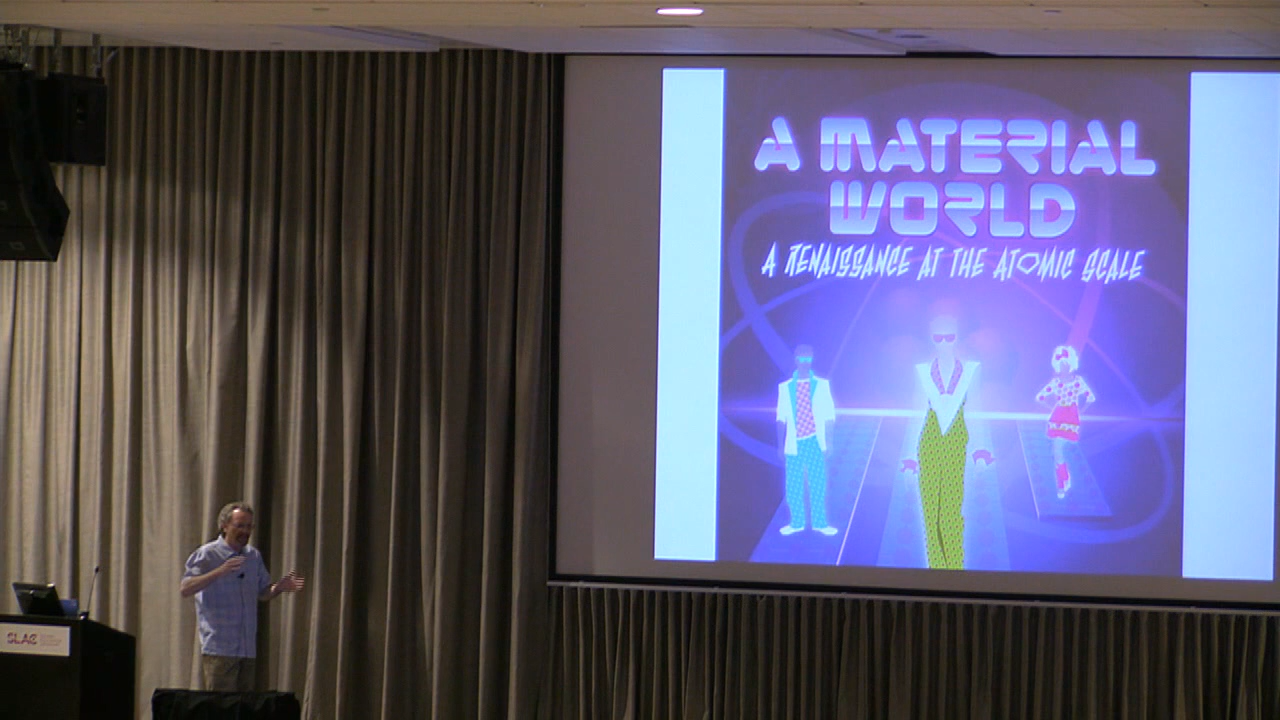 A MATERIAL
WORLD
A RENAISSANCE AT THE ATOMIC SCALE
SLAC